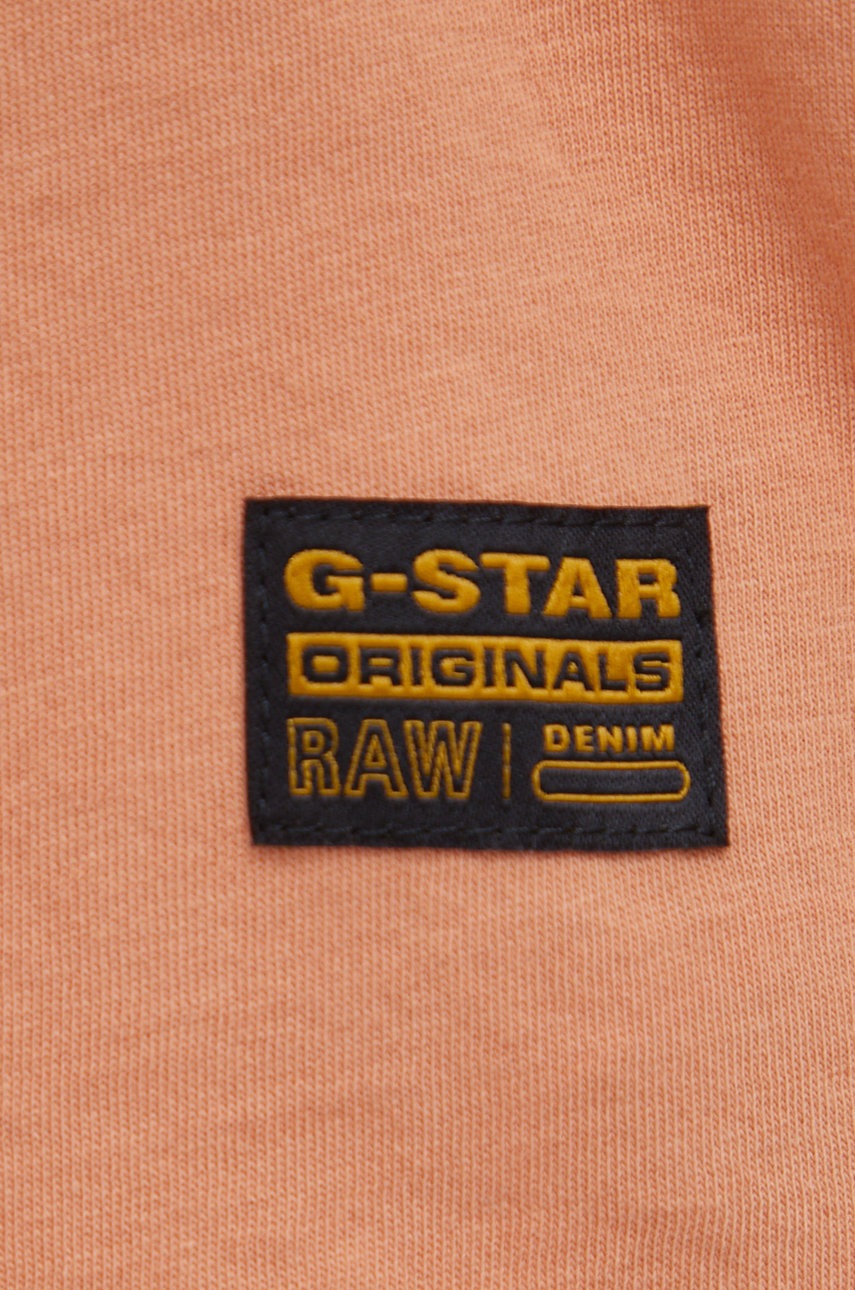 G-STAR
ORIGINALS
RAW | DENIM